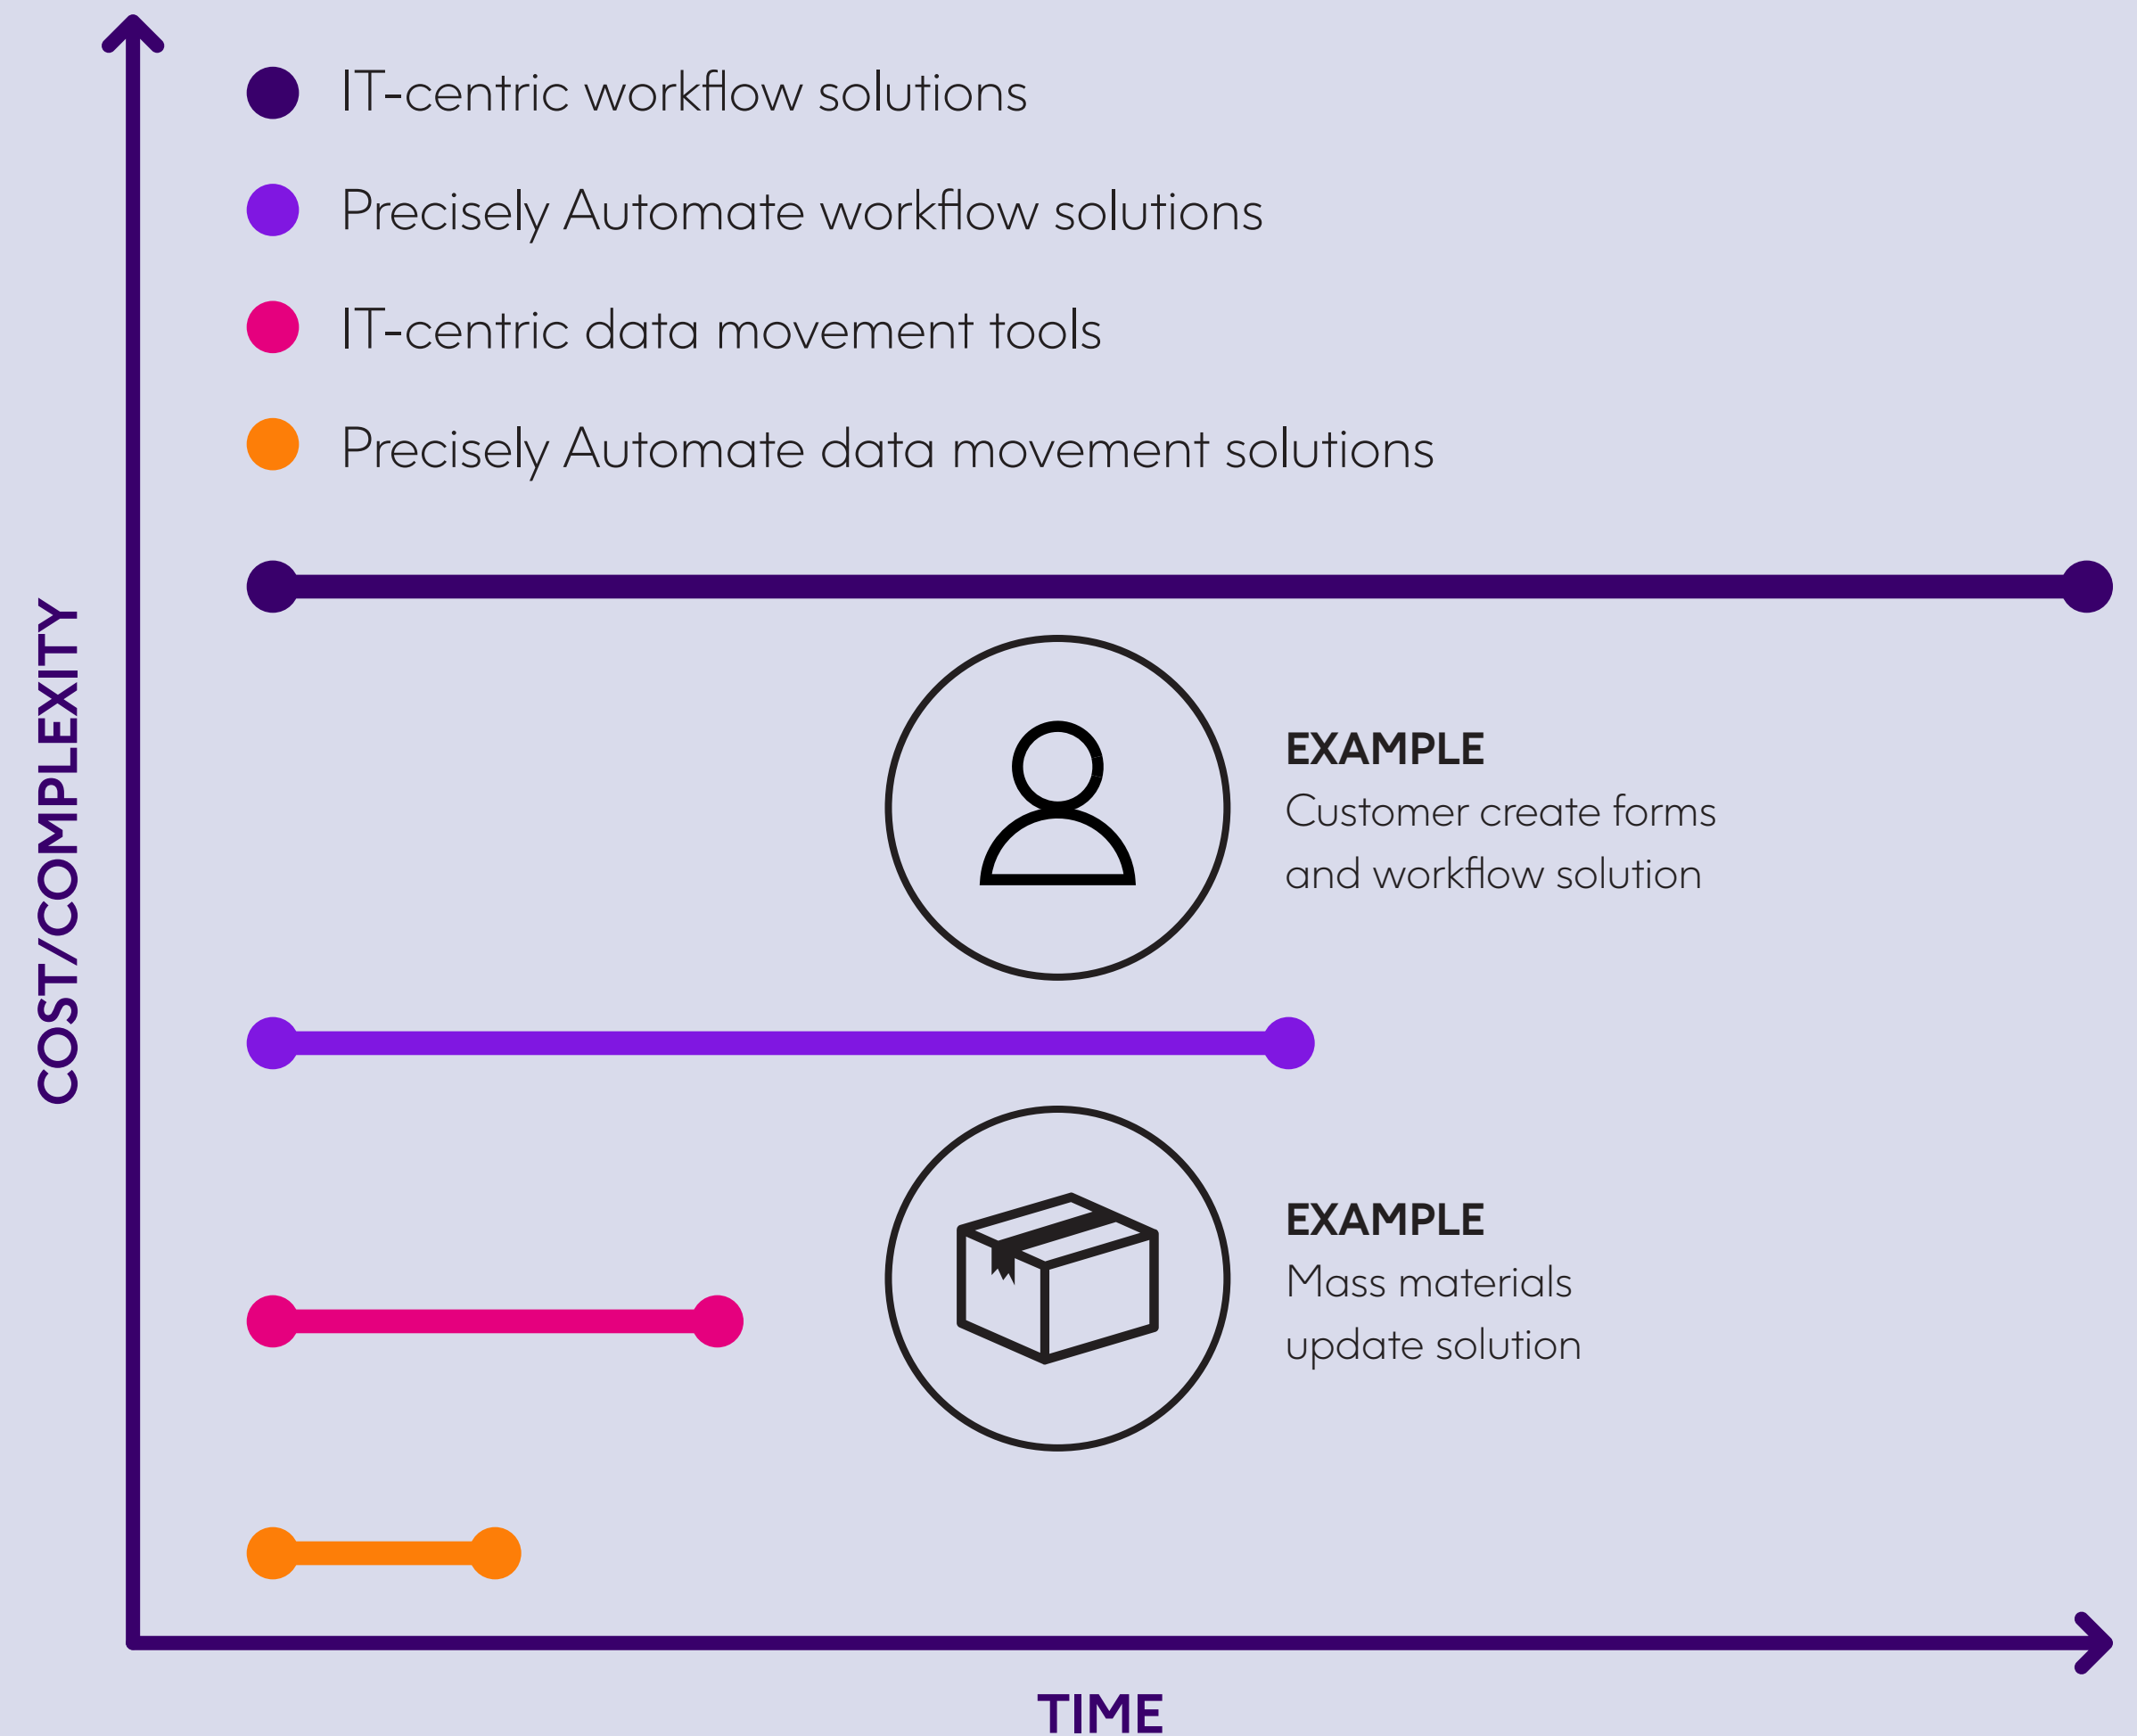 IT-centric workflow solutions
Precisely Automate workflow solutions
IT-centric data movement tools
Precisely Automate data movement solutions
COST/COMPLEXITY
EXAMPLE
Customer create forms
and workflow solution
EXAMPLE
Mass materials
update solution
TIME